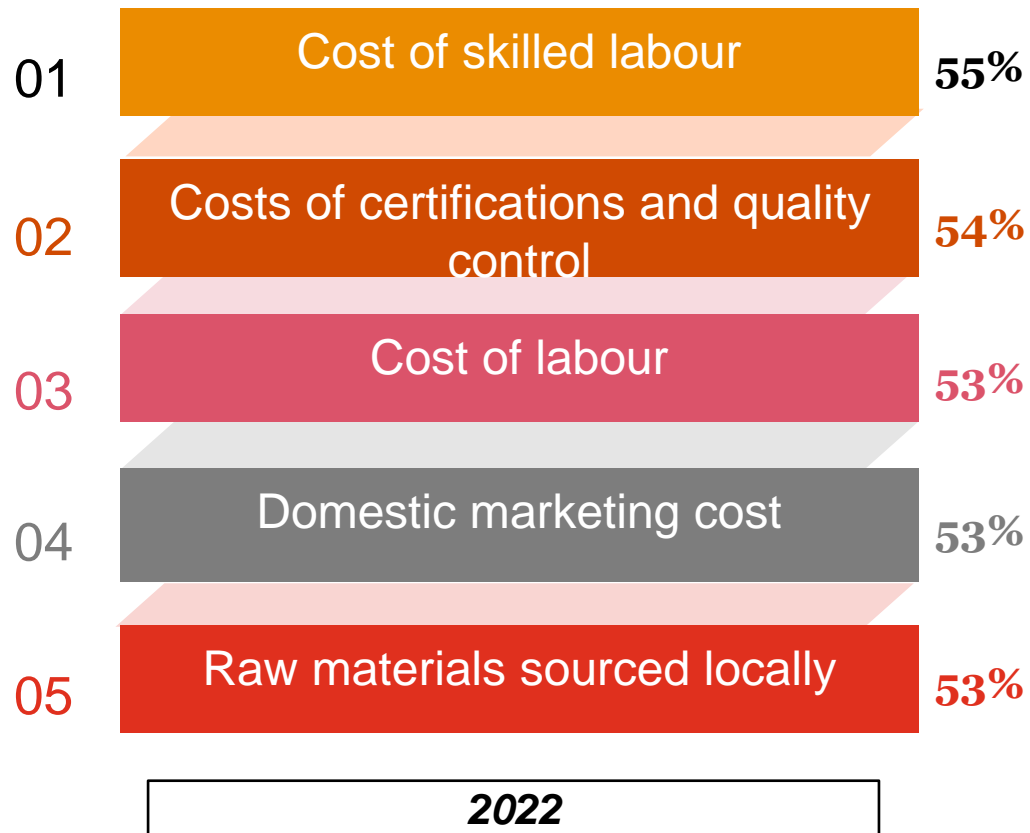 01
Cost of skilled labour
55%
02
Costs of certifications and quality
control
54%
03
Cost of labour
53%
04
Domestic marketing cost
53%
05
Raw materials sourced locally
53%
2022